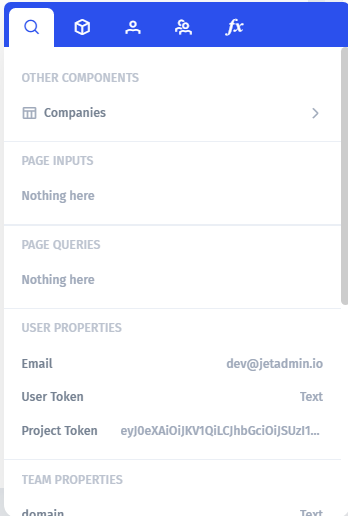 fx
OTHER COMPONENTS
Companies
PAGE INPUTS
Nothing here
PAGE QUERIES
Nothing here
USER PROPERTIES
Email dev@jetadmin.io
User Token Text
Project Token eyJ0eXAiOiJKV1QiLCJhbGciOiJSUzI1...
TEAM PROPERTIES
domain Text